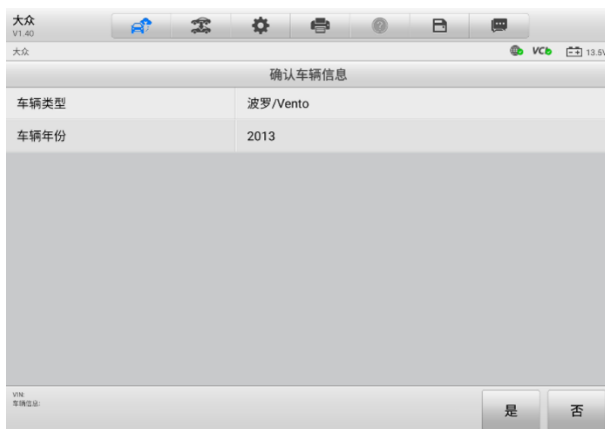 大众
V1.40
大众
VCI
13.5V
确认车辆信息
车辆类型 波罗/Vento
车辆年份 2013
VIN:
车辆信息:
是 否